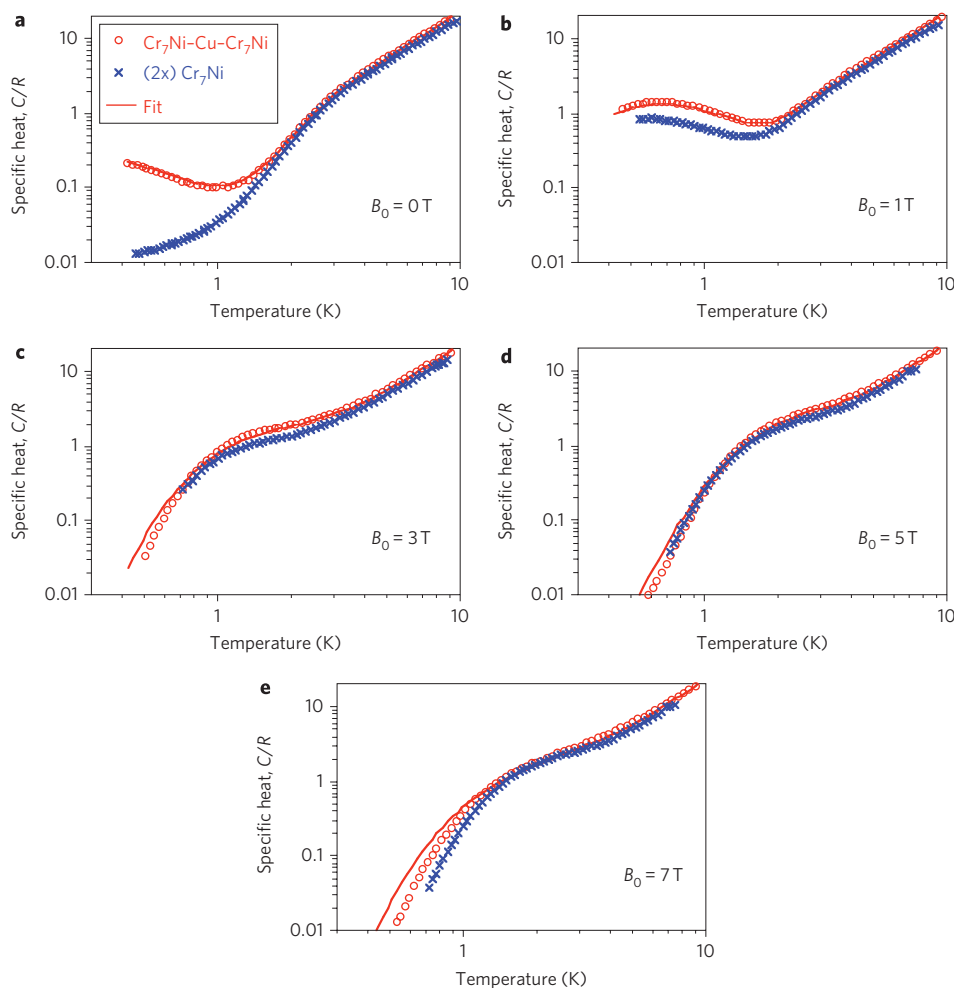 a
Cr₇Ni–Cu–Cr₇Ni
(2x) Cr₇Ni
Fit
10
1
0.1
0.01
Specific heat, C/R
B₀ = 0 T
1
10
Temperature (K)
b
10
1
0.1
0.01
Specific heat, C/R
B₀ = 1 T
1
10
Temperature (K)
c
10
1
0.1
0.01
Specific heat, C/R
B₀ = 3 T
1
10
Temperature (K)
d
10
1
0.1
0.01
Specific heat, C/R
B₀ = 5 T
1
10
Temperature (K)
e
10
1
0.1
0.01
Specific heat, C/R
B₀ = 7 T
1
10
Temperature (K)